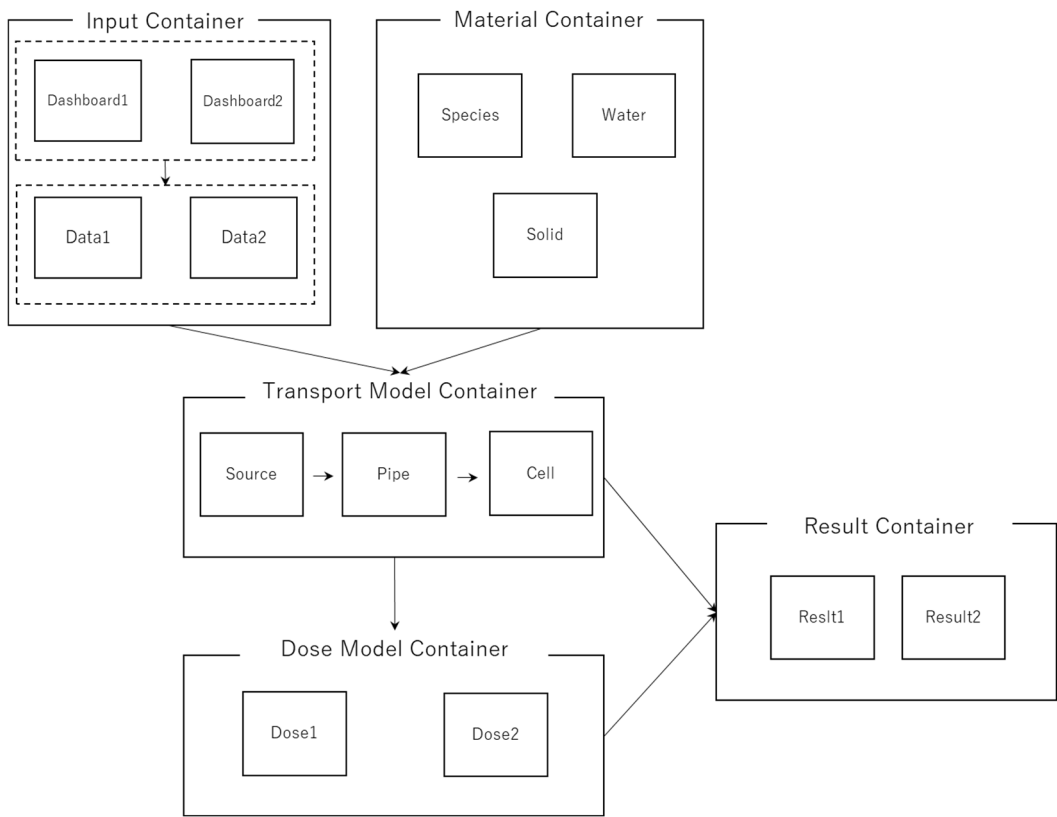 Input Container
Material Container
Dashboard1
Dashboard2
Species
Water
Data1
Data2
Solid
Transport Model Container
Source
Pipe
Cell
Result Container
Reslt1
Result2
Dose Model Container
Dose1
Dose2